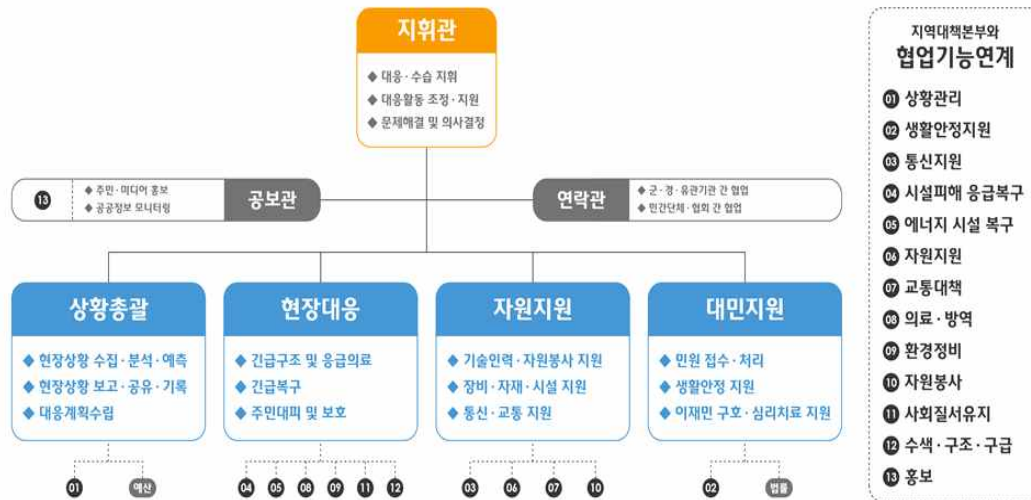 지휘관
◆ 대응·수습 지휘
◆ 대응활동 조정·지원
◆ 문제해결 및 의사결정
13
◆ 주민·미디어 홍보
◆ 공공정보 모니터링
공보관
연락관
◆ 군·경·유관기관 간 협업
◆ 민간단체·협회 간 협업
상황총괄
◆ 현장상황 수집·분석·예측
◆ 현장상황 보고·공유·기록
◆ 대응계획수립
01 예산
현장대응
◆ 긴급구조 및 응급의료
◆ 긴급복구
◆ 주민대피 및 보호
04 05 08 09 11 12
자원지원
◆ 기술인력·자원봉사 지원
◆ 장비·자재·시설 지원
◆ 통신·교통 지원
03 06 07 10
대민지원
◆ 민원 접수·처리
◆ 생활안정 지원
◆ 이재민 구호·심리치료 지원
02 법률
지역대책본부와
협업기능연계
01 상황관리
02 생활안정지원
03 통신지원
04 시설피해 응급복구
05 에너지 시설 복구
06 자원지원
07 교통대책
08 의료·방역
09 환경정비
10 자원봉사
11 사회질서유지
12 수색·구조·구급
13 홍보